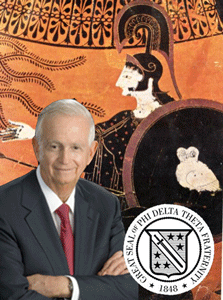 GREAT SEAL OF PHI DELTA THETA FRATERNITY
1848